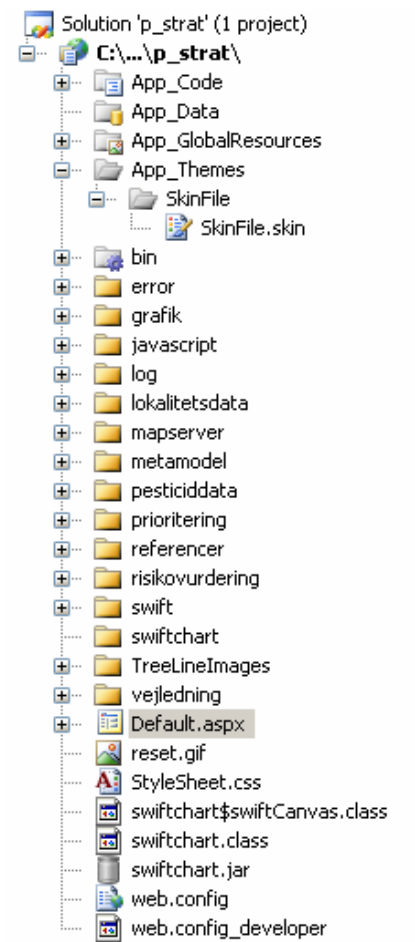 Solution 'p_strat' (1 project)
C:\...\p_strat\
App_Code
App_Data
App_GlobalResources
App_Themes
SkinFile
SkinFile.skin
bin
error
grafik
javascript
log
lokalitetsdata
mapserver
metamodel
pesticiddata
prioritering
referencer
risikovurdering
swift
swiftchart
TreeLineImages
vejledning
Default.aspx
reset.gif
StyleSheet.css
swiftchart$swiftCanvas.class
swiftchart.class
swiftchart.jar
web.config
web.config_developer